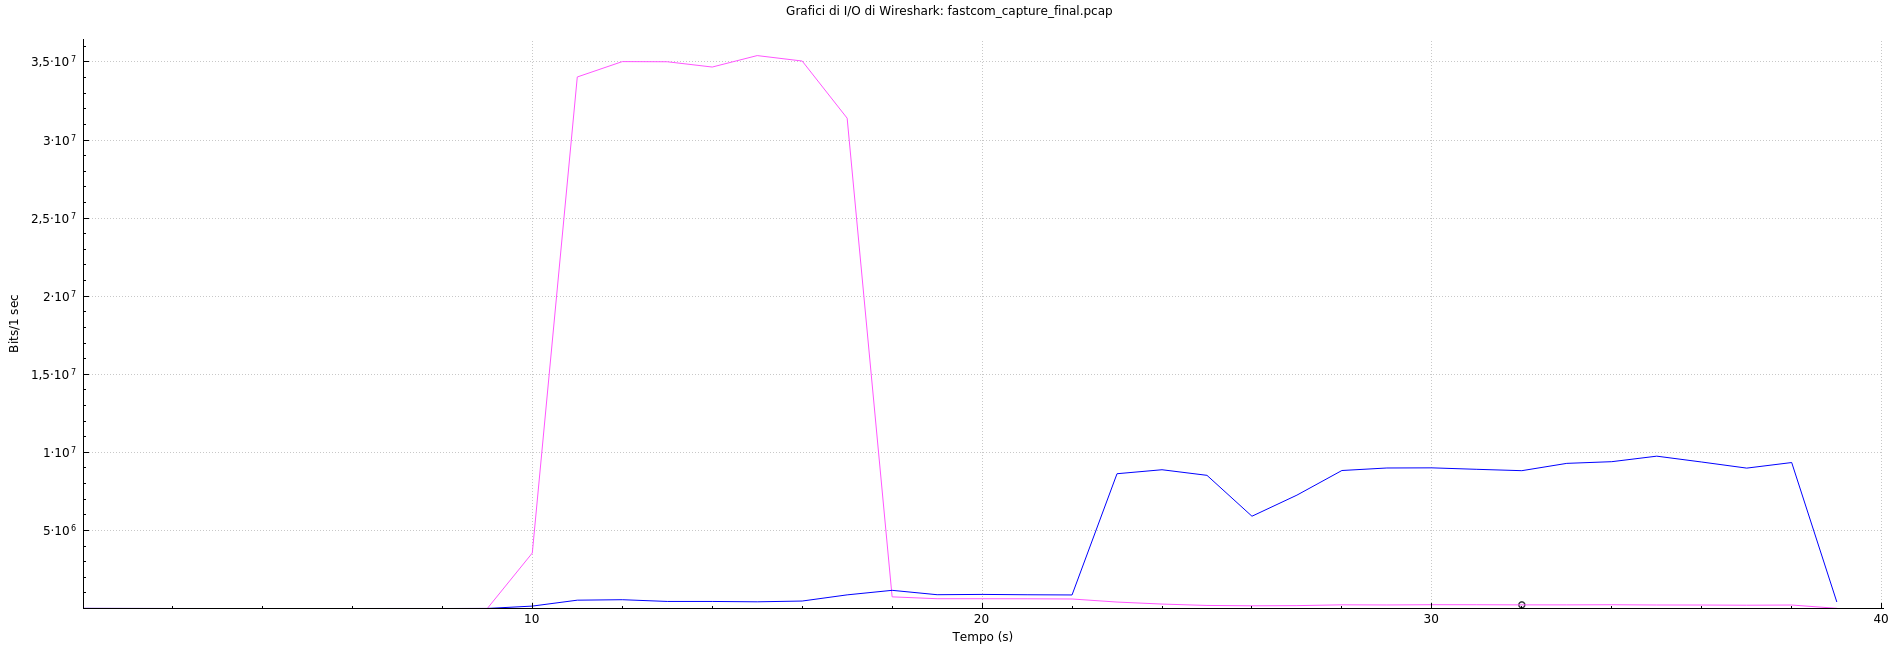 Grafici di I/O di Wireshark: fastcom_capture_final.pcap
3,5·10⁷
3·10⁷
2,5·10⁷
2·10⁷
1,5·10⁷
1·10⁷
5·10⁶
Bits/1 sec
10 20 30 40
Tempo (s)